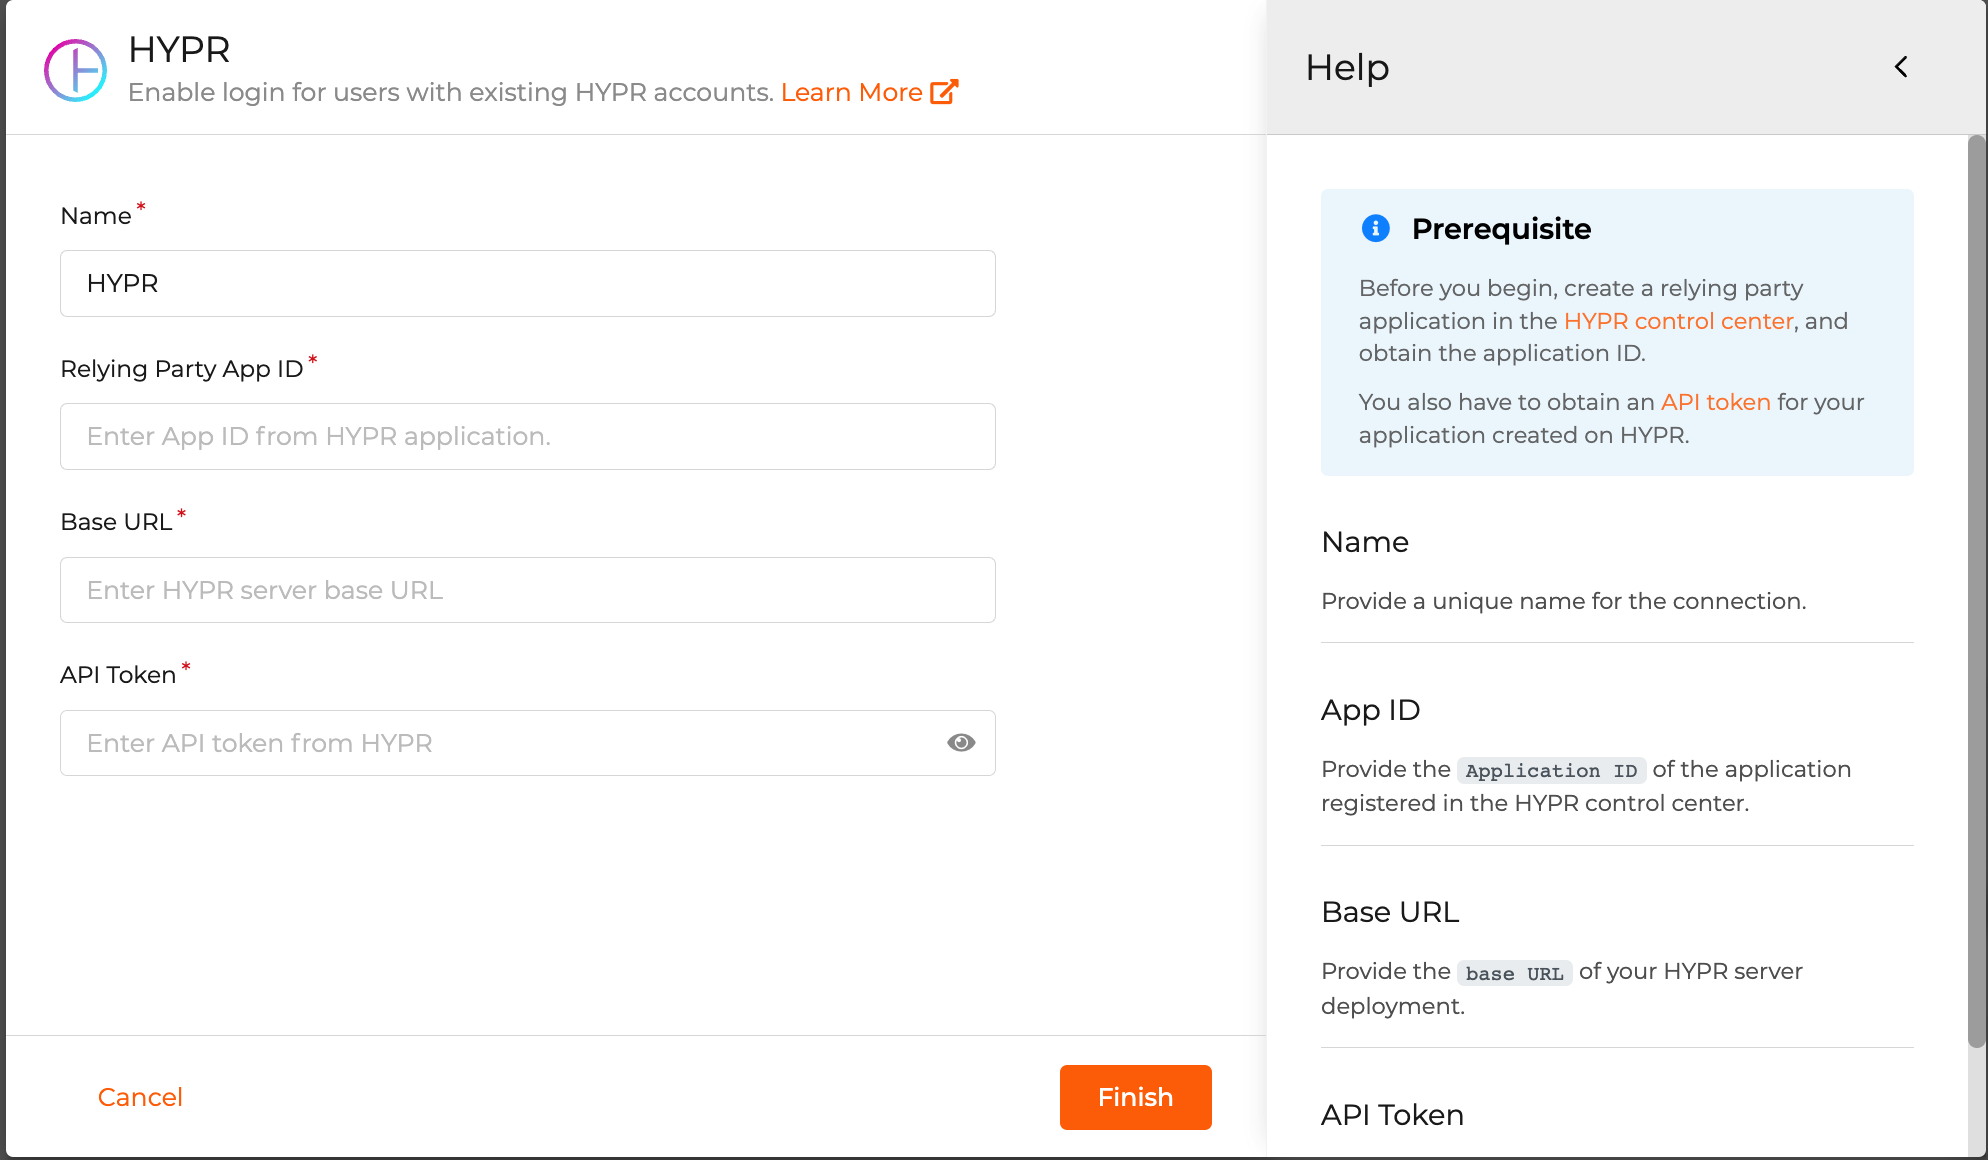 HYPR
Enable login for users with existing HYPR accounts. Learn More
Name *
HYPR
Relying Party App ID *
Enter App ID from HYPR application.
Base URL *
Enter HYPR server base URL
API Token *
Enter API token from HYPR
Cancel
Finish
Help
Prerequisite
Before you begin, create a relying party
application in the HYPR control center, and
obtain the application ID.
You also have to obtain an API token for your
application created on HYPR.
Name
Provide a unique name for the connection.
App ID
Provide the Application ID of the application
registered in the HYPR control center.
Base URL
Provide the base URL of your HYPR server
deployment.
API Token